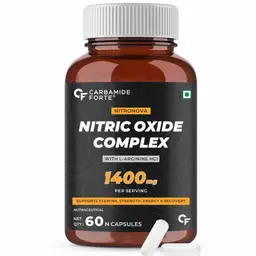 CF CARBAMIDE
FORTE®
NITRONOVA
NITRIC OXIDE
COMPLEX
WITH L-ARGININE HCl
1400mg
PER SERVING
SUPPORTS STAMINA, STRENGTH, ENERGY & RECOVERY
NUTRACEUTICAL
NET
QTY: 60 N CAPSULES
CF